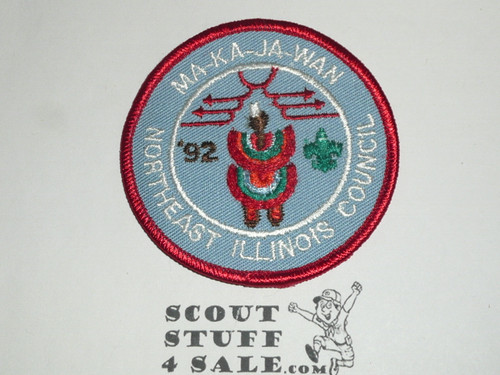 MA-KA-JA-WAN
'92
NORTHEAST ILLINOIS COUNCIL
SCOUT
STUFF
4 SALE.COM